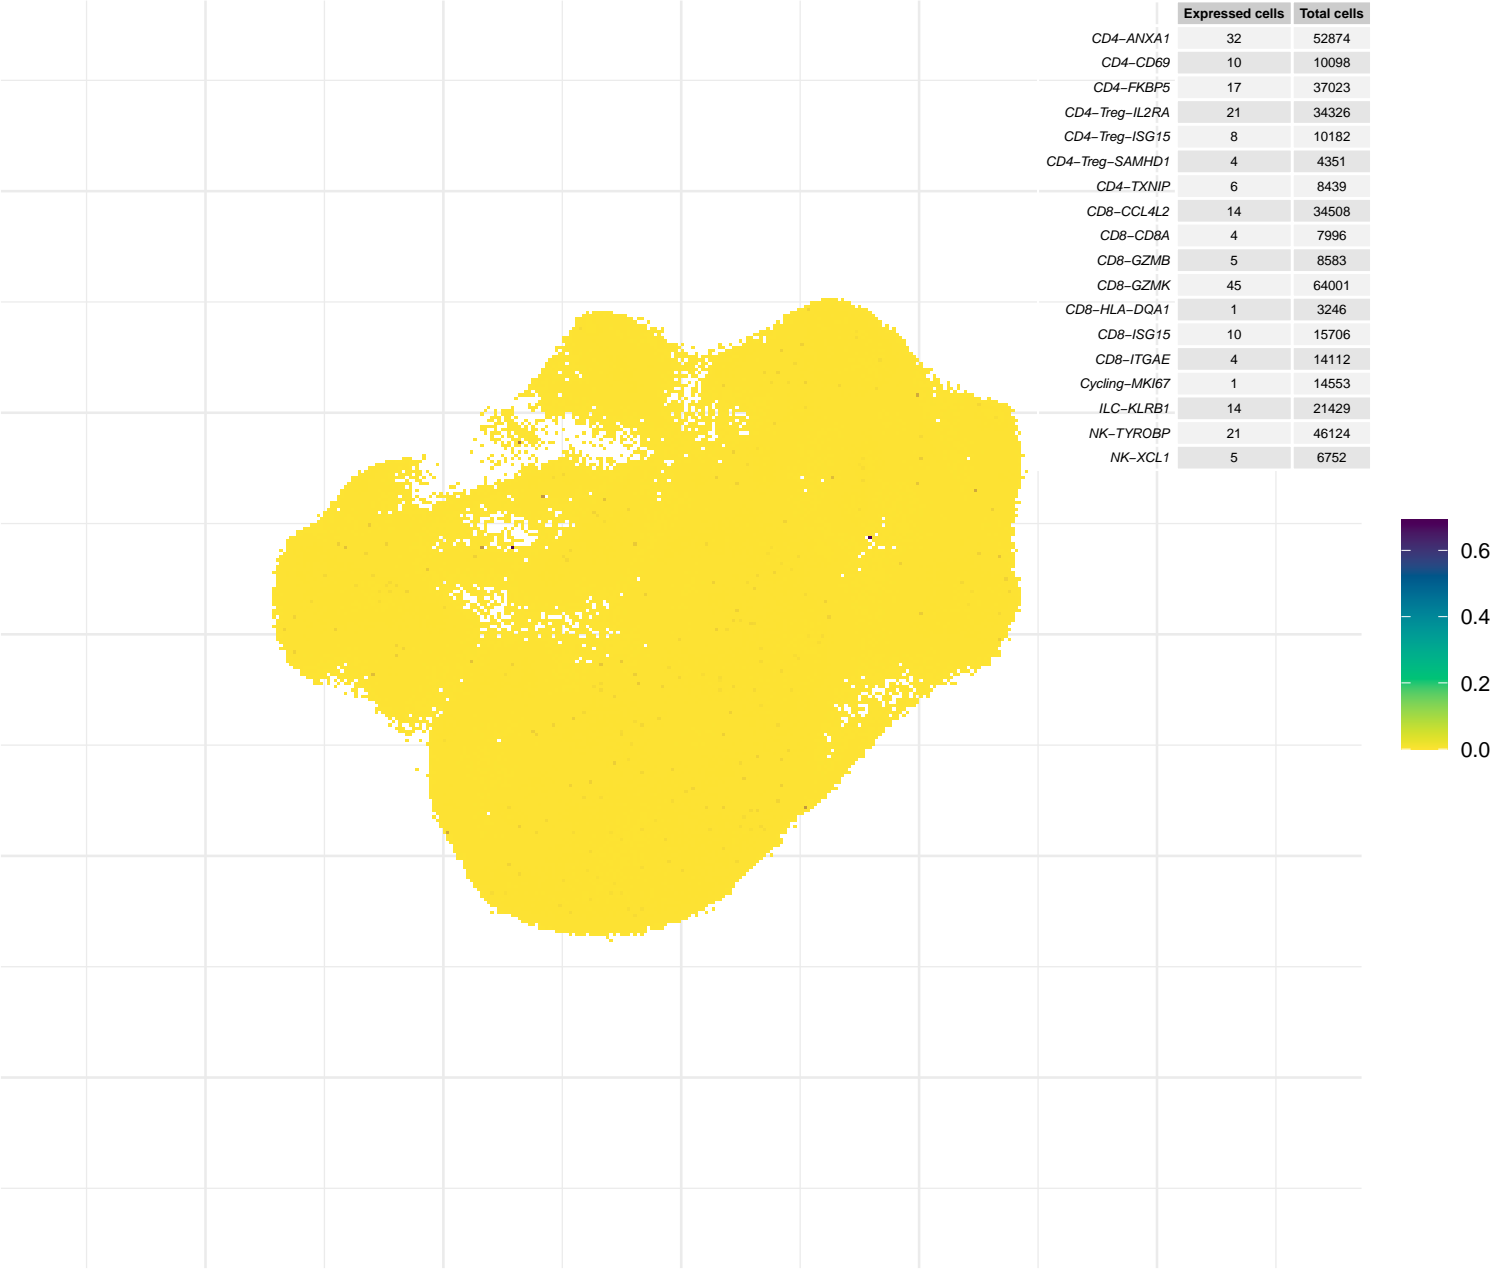 Expressed cells Total cells
CD4−ANXA1 32 52874
CD4−CD69 10 10098
CD4−FKBP5 17 37023
CD4−Treg−IL2RA 21 34326
CD4−Treg−ISG15 8 10182
CD4−Treg−SAMHD1 4 4351
CD4−TXNIP 6 8439
CD8−CCL4L2 14 34508
CD8−CD8A 4 7996
CD8−GZMB 5 8583
CD8−GZMK 45 64001
CD8−HLA−DQA1 1 3246
CD8−ISG15 10 15706
CD8−ITGAE 4 14112
Cycling−MKI67 1 14553
ILC−KLRB1 14 21429
NK−TYROBP 21 46124
NK−XCL1 5 6752
0.6
0.4
0.2
0.0